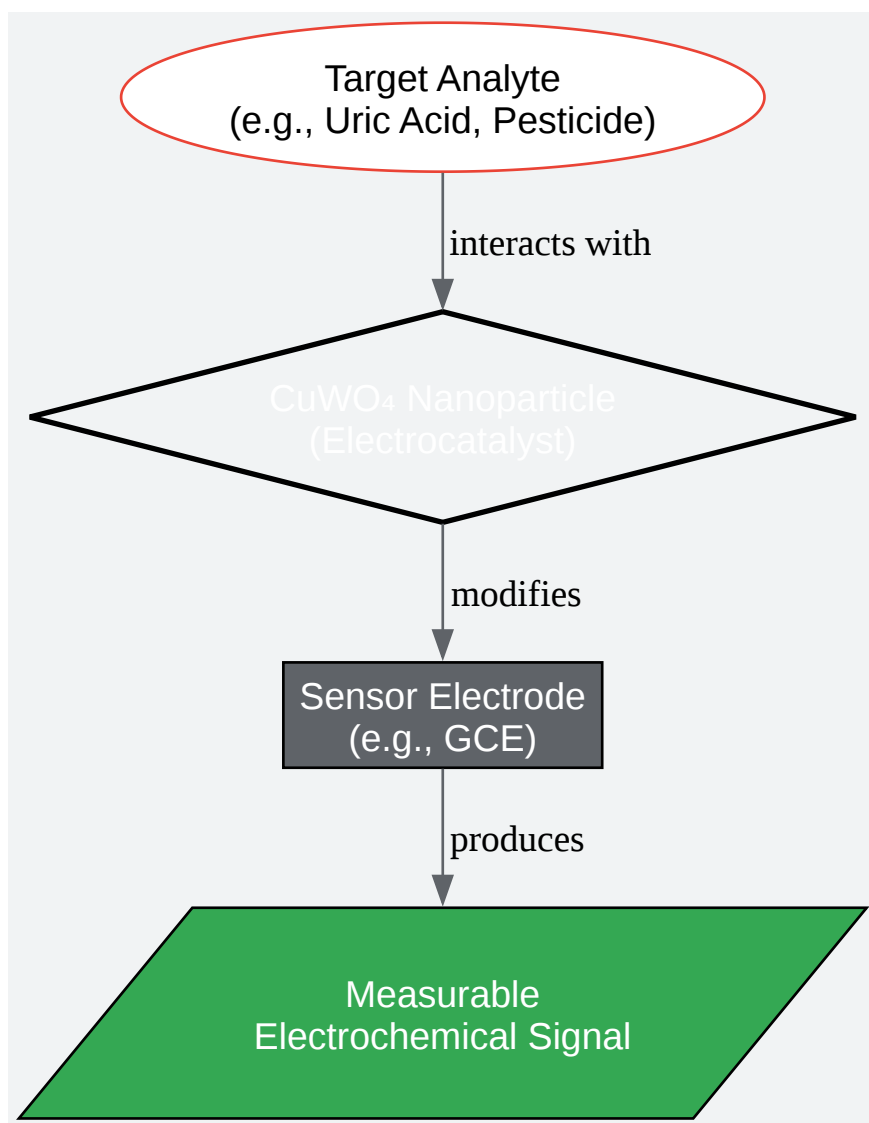 Target Analyte
(e.g., Uric Acid, Pesticide)
interacts with
CuWO₄ Nanoparticle
(Electrocatalyst)
modifies
Sensor Electrode
(e.g., GCE)
produces
Measurable
Electrochemical Signal